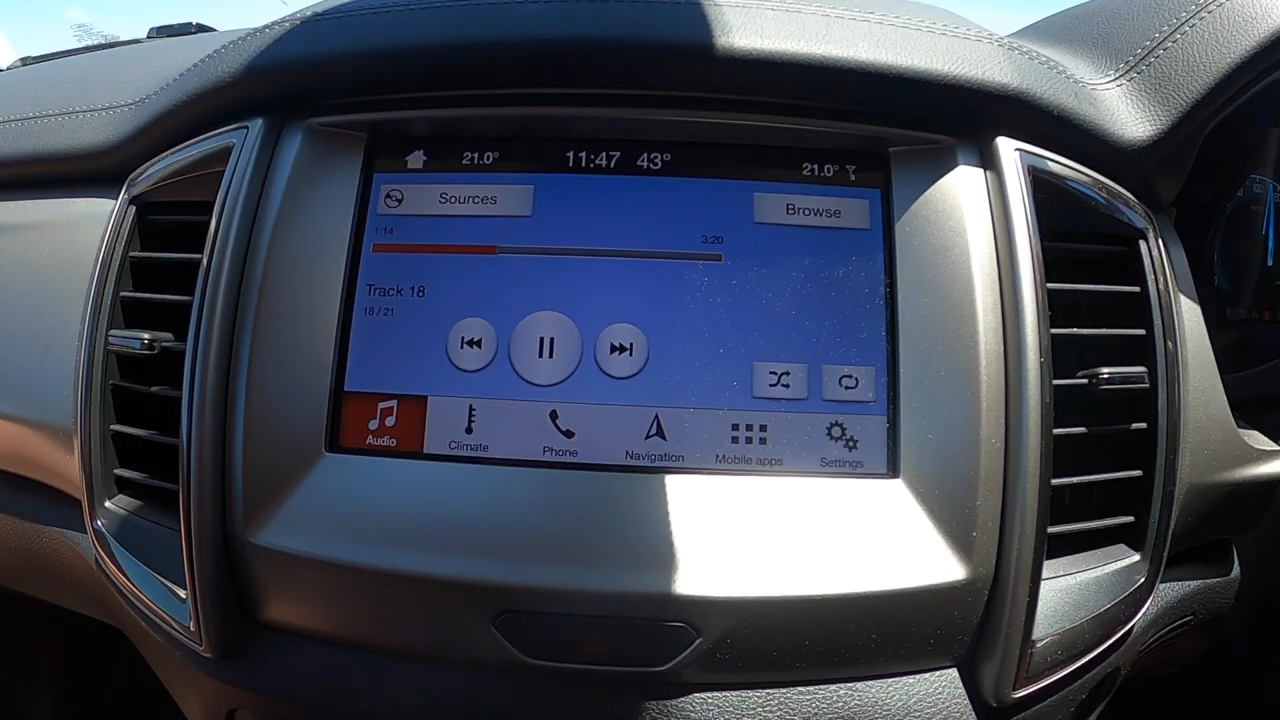 21.0° 11:47 43° 21.0°
Sources
Browse
1:14 3:20
Track 18
18 / 21
Audio Climate Phone Navigation Mobile apps Settings